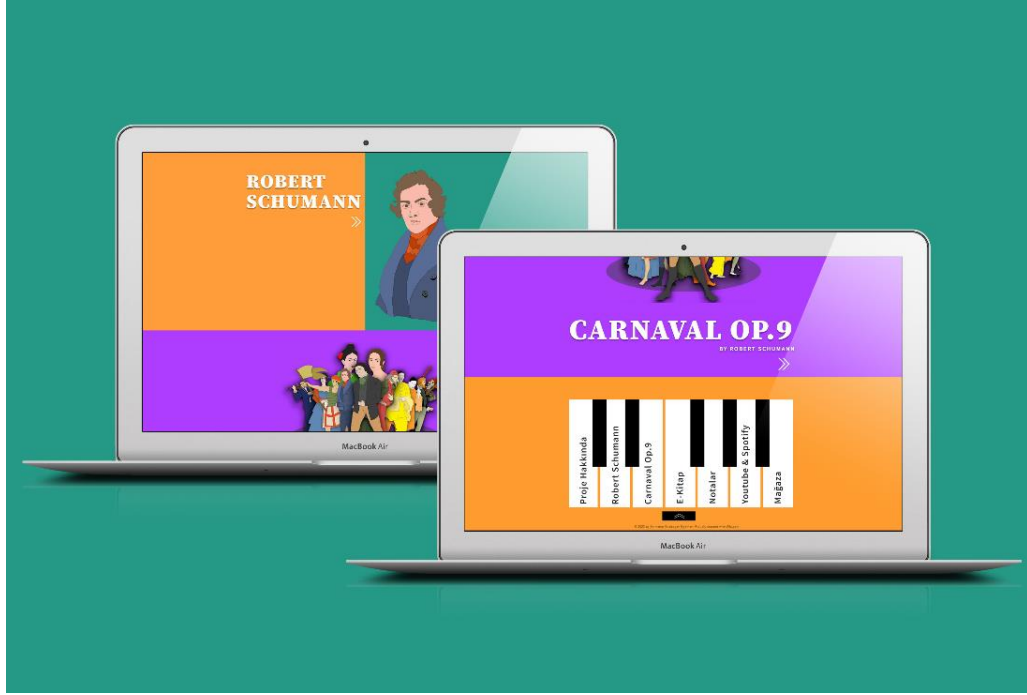 ROBERT
SCHUMANN
MacBook Air
CARNAVAL OP.9
BY ROBERT SCHUMANN
Proje Hakkında
Robert Schumann
Carnaval Op.9
E-Kitap
Notalar
Youtube & Spotify
Mağaza
MacBook Air